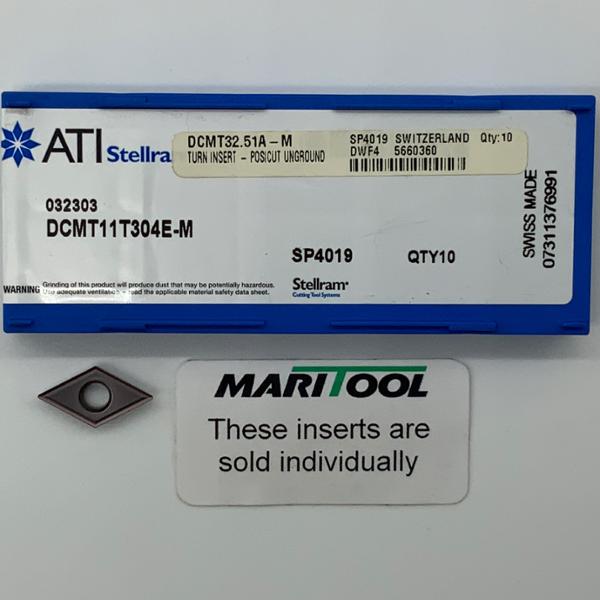 ATI Stellra
DCMT32.51A-M
TURN INSERT - POSICUT UNGROUND
SP4019 SWITZERLAND Qty:10
DWF4 5660360
032303
DCMT11T304E-M
SP4019 QTY10
WARNING Grinding of this product will produce dust that may be potentially hazardous.
Use adequate ventilation - read the applicable material safety data sheet.
Stellram®
Cutting Tool Systems
SWISS MADE
07311376991
MARITOOL
These inserts are
sold individually